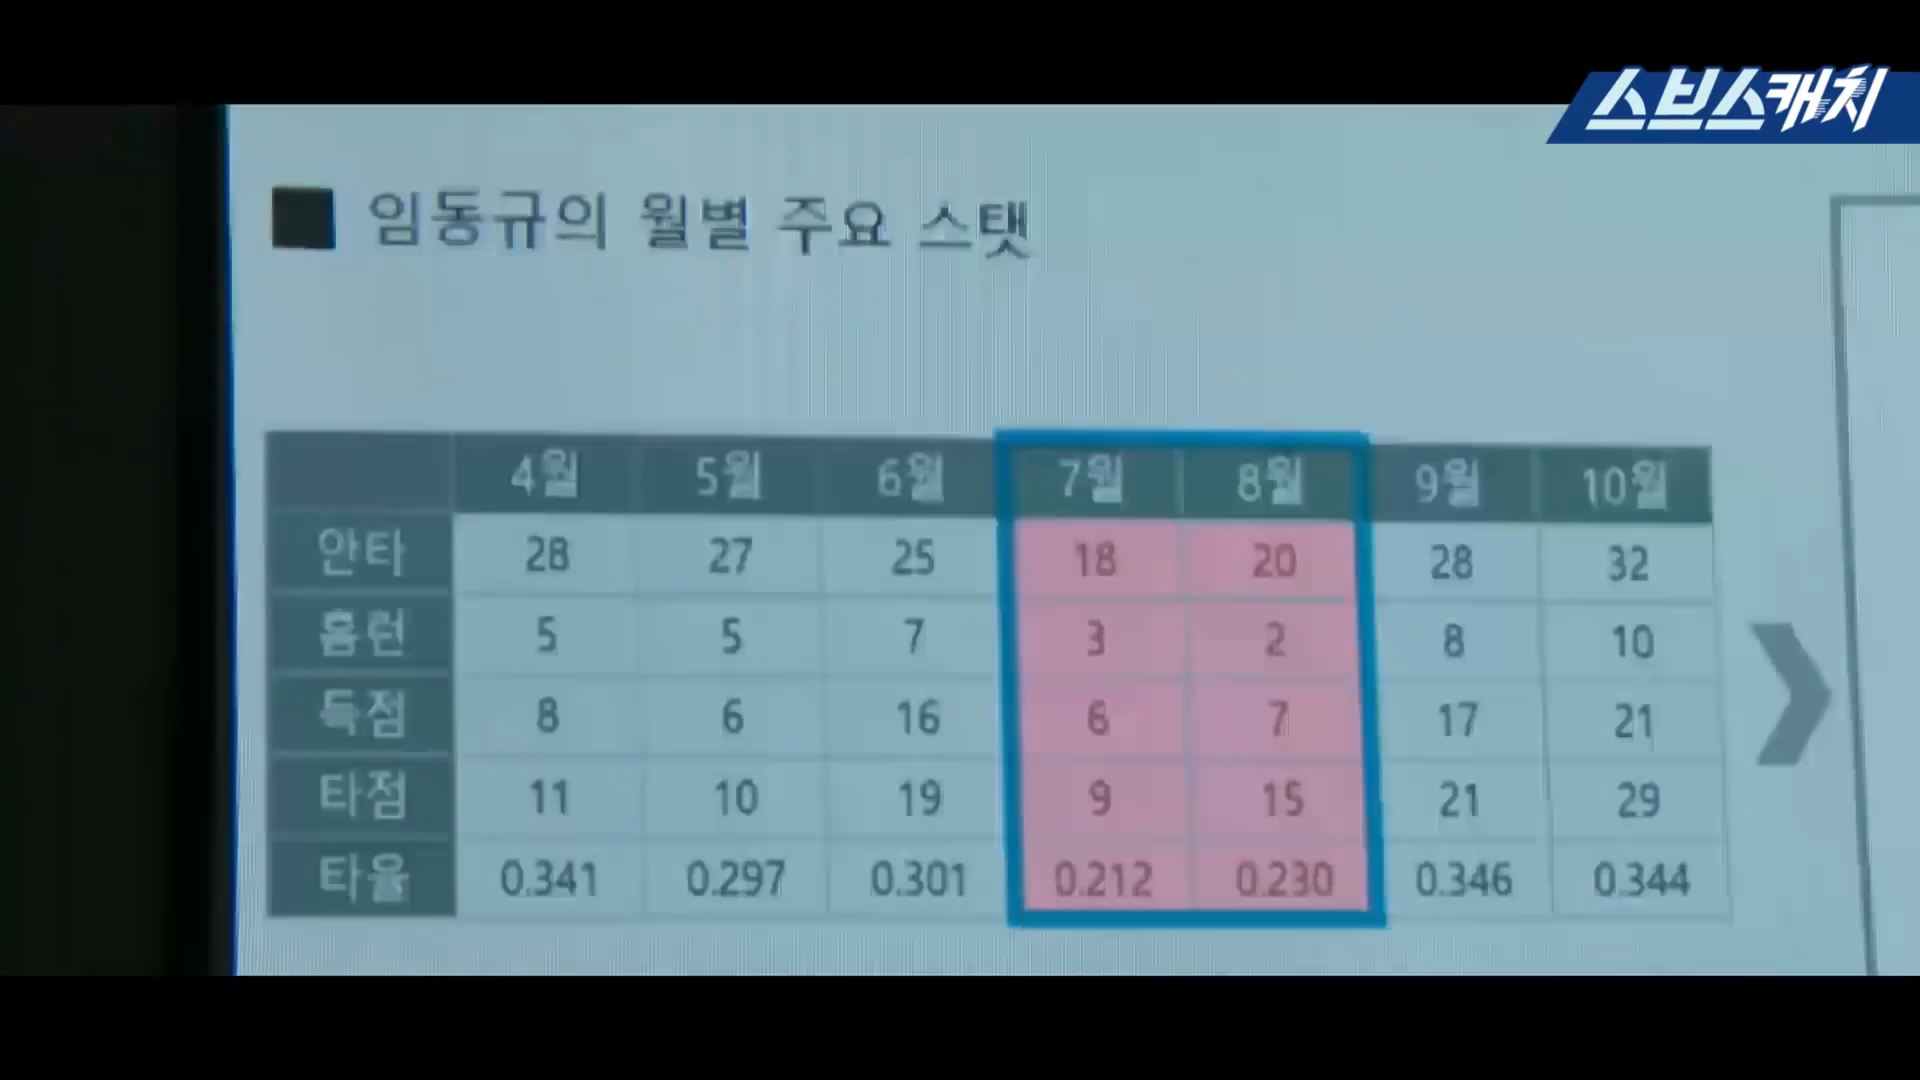 스브스캐치
임동규의 월별 주요 스탯
4월 5월 6월 7월 8월 9월 10월
안타 28 27 25 18 20 28 32
홈런 5 5 7 3 2 8 10
득점 8 6 16 6 7 17 21
타점 11 10 19 9 15 21 29
타율 0.341 0.297 0.301 0.212 0.230 0.346 0.344